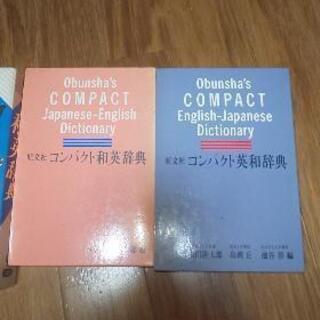 Obunsha's
COMPACT
Japanese-English
Dictionary
旺文社 コンパクト和英辞典
Obunsha's
COMPACT
English-Japanese
Dictionary
旺文社 コンパクト英和辞典
編